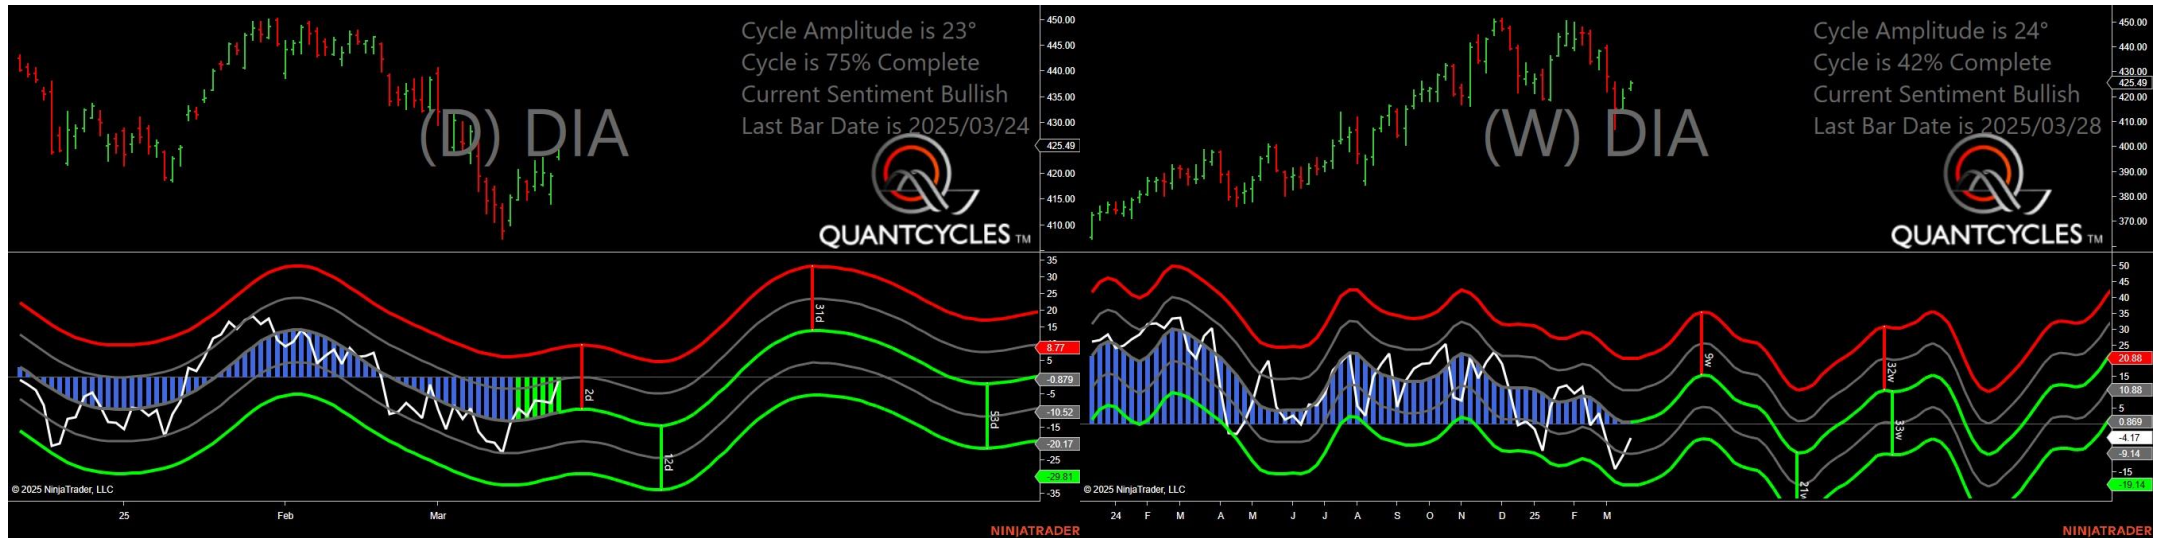 Cycle Amplitude is 23°
Cycle is 75% Complete
Current Sentiment Bullish
Last Bar Date is 2025/03/24
(D) DIA
QUANTCYCLES TM
450.00
445.00
440.00
435.00
430.00
425.49
420.00
415.00
410.00
35
30
25
20
15
8.77
5
-0.879
-5
-10.52
-15
-20.17
-25
-29.81
-35
2d
12d
31d
53d
© 2025 NinjaTrader, LLC
25 Feb Mar
NINJATRADER
Cycle Amplitude is 24°
Cycle is 42% Complete
Current Sentiment Bullish
Last Bar Date is 2025/03/28
(W) DIA
QUANTCYCLES TM
450.00
440.00
430.00
425.49
420.00
410.00
400.00
390.00
380.00
370.00
50
45
40
35
30
25
20.88
15
10.88
5
0.869
-4.17
-9.14
-15
-19.14
9w
21w
32w
33w
© 2025 NinjaTrader, LLC
24 F M A M J J A S O N D 25 F M
NINJATRADER